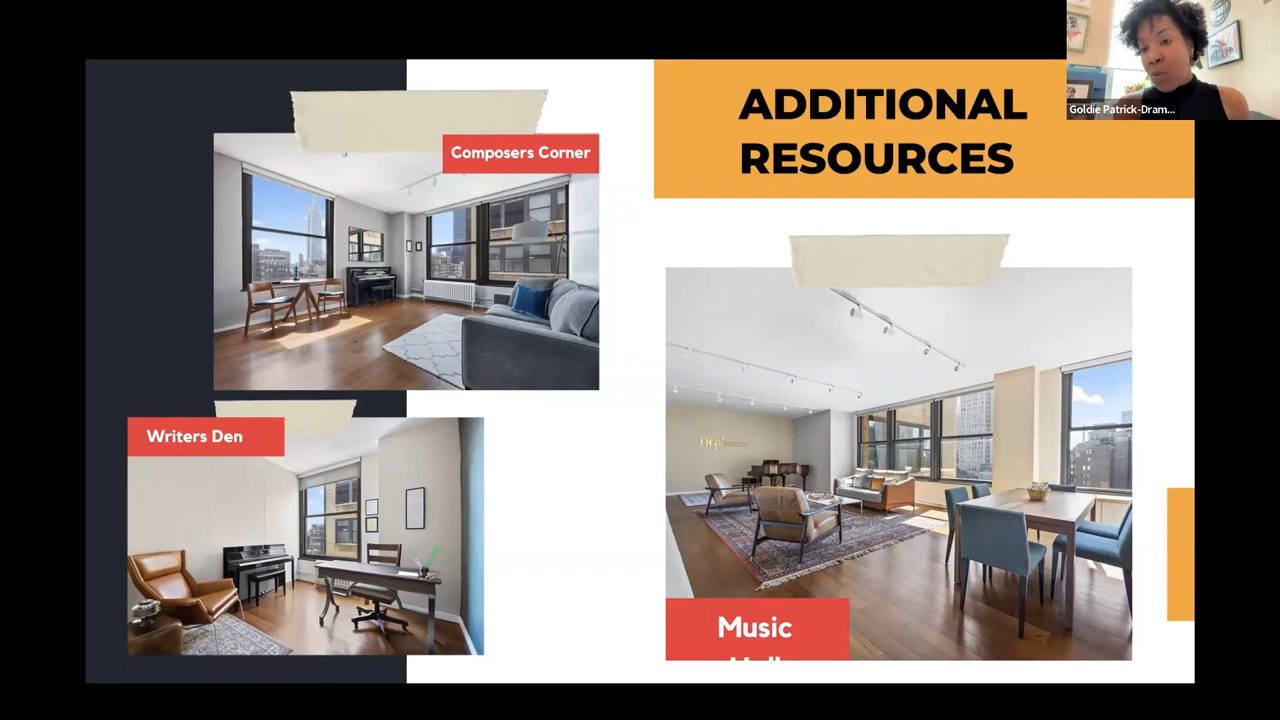 Goldie Patrick-Dram...
ADDITIONAL
RESOURCES
Composers Corner
Writers Den
Music